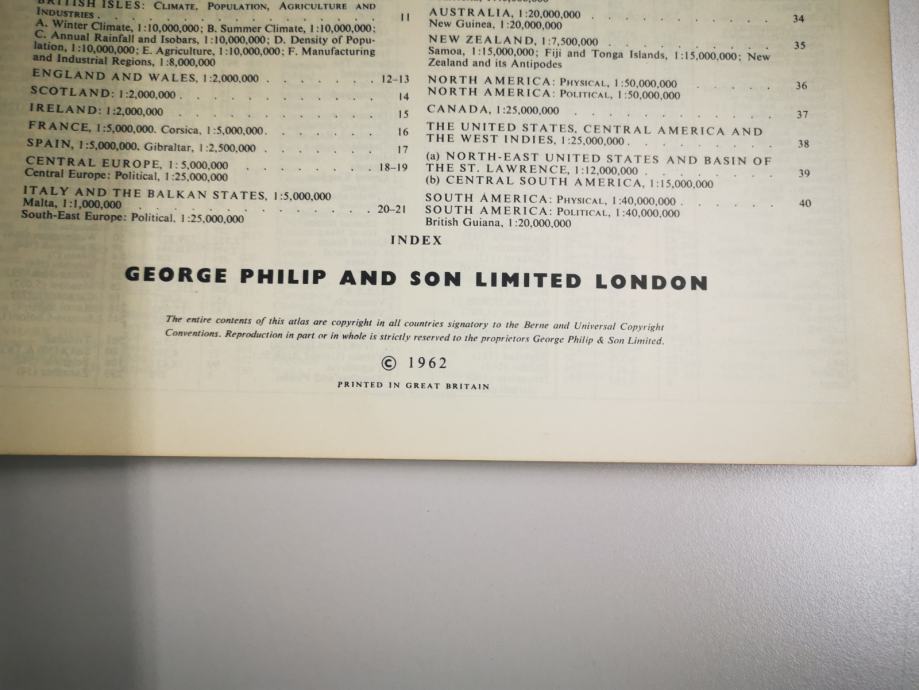 BRITISH ISLES: CLIMATE, POPULATION, AGRICULTURE AND
INDUSTRIES . . . . . . . . . . 11
A. Winter Climate, 1:10,000,000; B. Summer Climate, 1:10,000,000;
C. Annual Rainfall and Isobars, 1:10,000,000; D. Density of Popu-
lation, 1:10,000,000; E. Agriculture, 1:10,000,000; F. Manufacturing
and Industrial Regions, 1:8,000,000
ENGLAND AND WALES, 1:2,000,000 . . . . . . . 12–13
SCOTLAND: 1:2,000,000 . . . . . . . . . 14
IRELAND: 1:2,000,000 . . . . . . . . . 15
FRANCE, 1:5,000,000. Corsica, 1:5,000,000. . . . . . . 16
SPAIN, 1:5,000,000. Gibraltar, 1:2,500,000 . . . . . . 17
CENTRAL EUROPE, 1:5,000,000 . . . . . . . 18–19
Central Europe: Political, 1:25,000,000
ITALY AND THE BALKAN STATES, 1:5,000,000
Malta, 1:1,000,000 . . . . . . . . . 20–21
South-East Europe: Political. 1:25,000,000
AUSTRALIA, 1:20,000,000 . . . . . . . . 34
New Guinea, 1:20,000,000
NEW ZEALAND, 1:7,500,000 . . . . . . . . 35
Samoa, 1:15,000,000; Fiji and Tonga Islands, 1:15,000,000; New
Zealand and its Antipodes
NORTH AMERICA: PHYSICAL, 1:50,000,000 . . . . . 36
NORTH AMERICA: POLITICAL, 1:50,000,000
CANADA, 1:25,000,000 . . . . . . . . 37
THE UNITED STATES, CENTRAL AMERICA AND
THE WEST INDIES, 1:25,000,000 . . . . . . . 38
(a) NORTH-EAST UNITED STATES AND BASIN OF
THE ST. LAWRENCE, 1:12,000,000 . . . . . . 39
(b) CENTRAL SOUTH AMERICA, 1:15,000,000
SOUTH AMERICA: PHYSICAL, 1:40,000,000 . . . . . 40
SOUTH AMERICA: POLITICAL, 1:40,000,000
British Guiana, 1:20,000,000
INDEX
GEORGE PHILIP AND SON LIMITED LONDON
The entire contents of this atlas are copyright in all countries signatory to the Berne and Universal Copyright
Conventions. Reproduction in part or in whole is strictly reserved to the proprietors George Philip & Son Limited.
© 1962
PRINTED IN GREAT BRITAIN